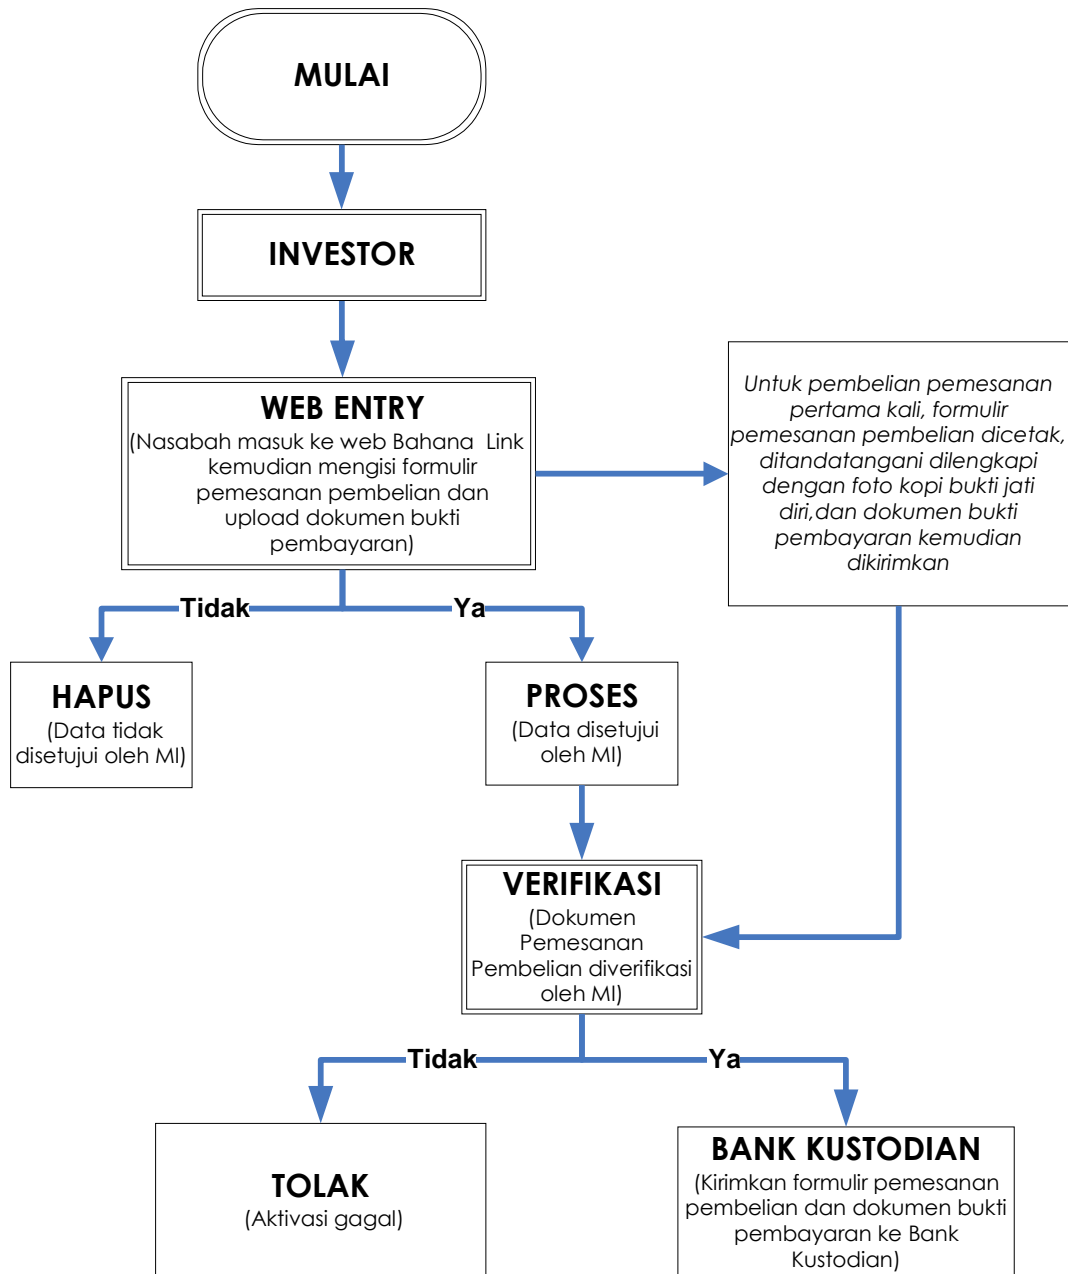 MULAI
INVESTOR
WEB ENTRY
(Nasabah masuk ke web Bahana Link
kemudian mengisi formulir
pemesanan pembelian dan
upload dokumen bukti
pembayaran)
Untuk pembelian pemesanan
pertama kali, formulir
pemesanan pembelian dicetak,
ditandatangani dilengkapi
dengan foto kopi bukti jati
diri,dan dokumen bukti
pembayaran kemudian
dikirimkan
Tidak
Ya
HAPUS
(Data tidak
disetujui oleh MI)
PROSES
(Data disetujui
oleh MI)
VERIFIKASI
(Dokumen
Pemesanan
Pembelian diverifikasi
oleh MI)
Tidak
Ya
TOLAK
(Aktivasi gagal)
BANK KUSTODIAN
(Kirimkan formulir pemesanan
pembelian dan dokumen bukti
pembayaran ke Bank
Kustodian)